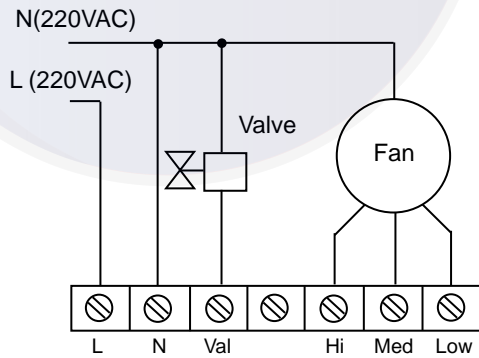 N(220VAC)
L (220VAC)
Valve
Fan
L N Val Hi Med Low